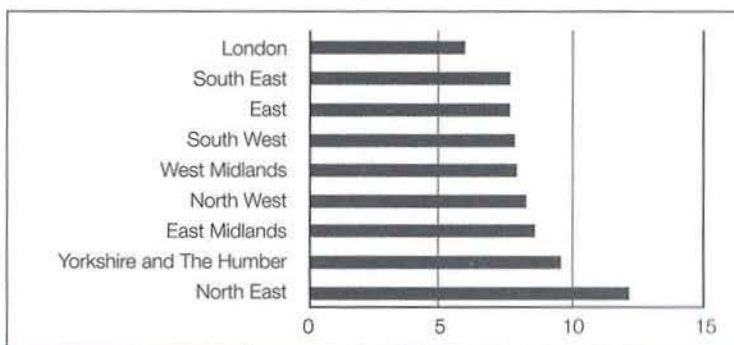 London
South East
East
South West
West Midlands
North West
East Midlands
Yorkshire and The Humber
North East
0 5 10 15